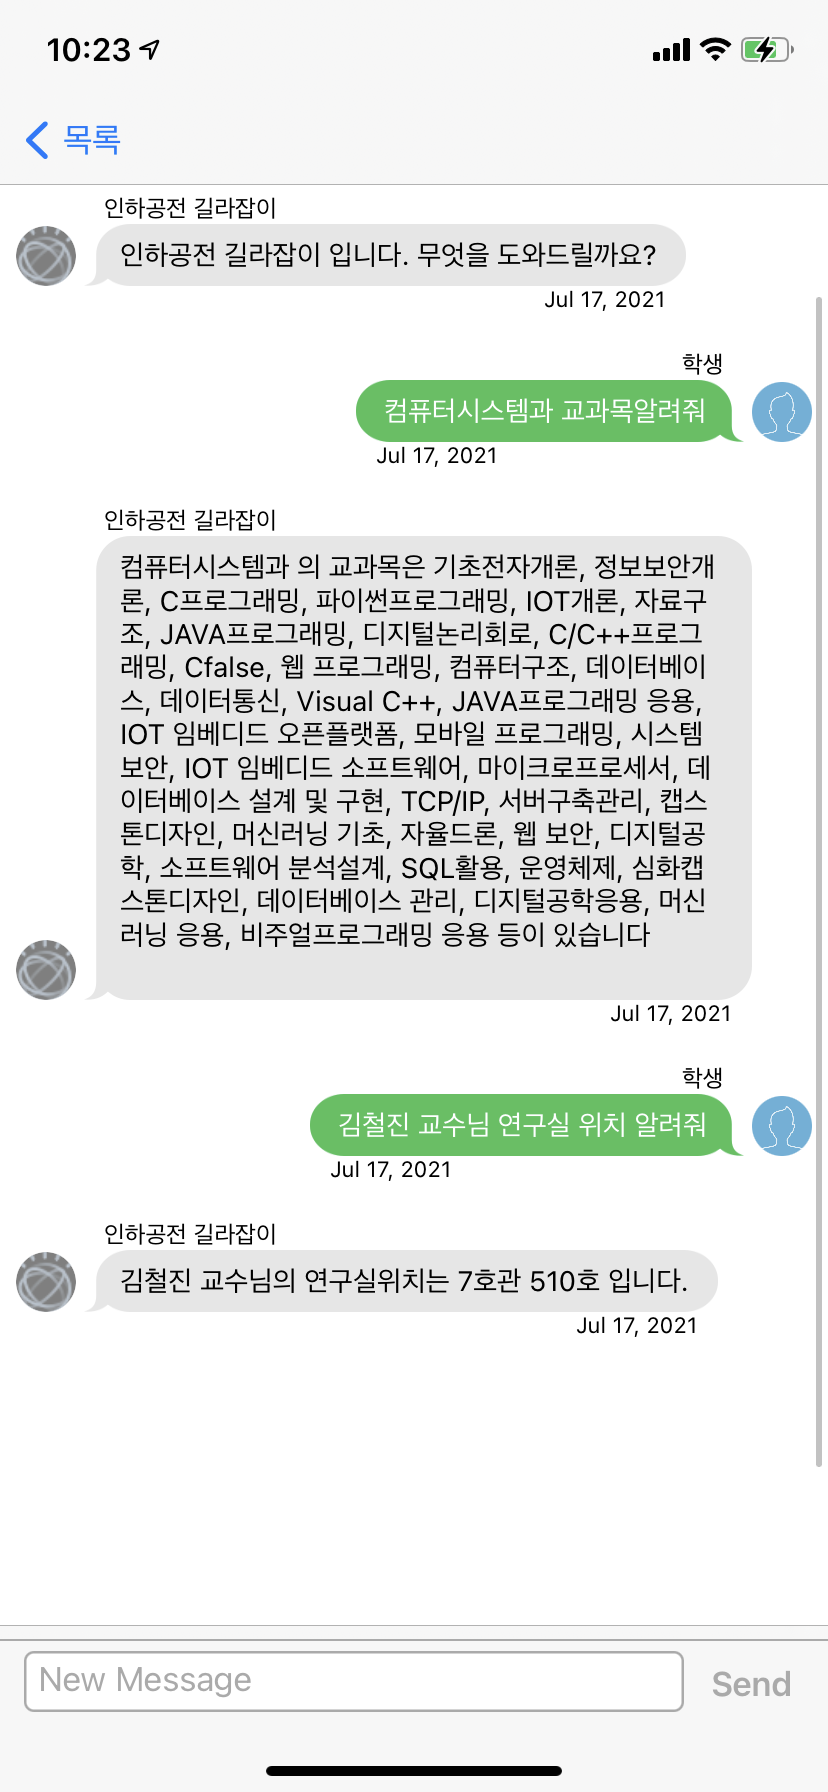 10:23
목록
인하공전 길라잡이
인하공전 길라잡이 입니다. 무엇을 도와드릴까요?
Jul 17, 2021
학생
컴퓨터시스템과 교과목알려줘
Jul 17, 2021
인하공전 길라잡이
컴퓨터시스템과 의 교과목은 기초전자개론, 정보보안개
론, C프로그래밍, 파이썬프로그래밍, IOT개론, 자료구
조, JAVA프로그래밍, 디지털논리회로, C/C++프로그
래밍, Cfalse, 웹 프로그래밍, 컴퓨터구조, 데이터베이
스, 데이터통신, Visual C++, JAVA프로그래밍 응용,
IOT 임베디드 오픈플랫폼, 모바일 프로그래밍, 시스템
보안, IOT 임베디드 소프트웨어, 마이크로프로세서, 데
이터베이스 설계 및 구현, TCP/IP, 서버구축관리, 캡스
톤디자인, 머신러닝 기초, 자율드론, 웹 보안, 디지털공
학, 소프트웨어 분석설계, SQL활용, 운영체제, 심화캡
스톤디자인, 데이터베이스 관리, 디지털공학응용, 머신
러닝 응용, 비주얼프로그래밍 응용 등이 있습니다
Jul 17, 2021
학생
김철진 교수님 연구실 위치 알려줘
Jul 17, 2021
인하공전 길라잡이
김철진 교수님의 연구실위치는 7호관 510호 입니다.
Jul 17, 2021
New Message
Send